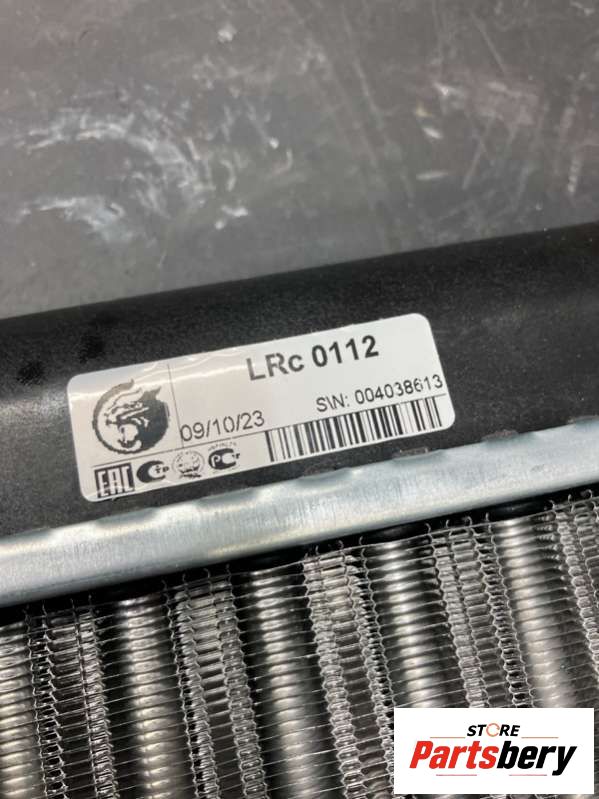 LRc 0112
09/10/23
S\N: 004038613
EAC
STORE
Partsbery